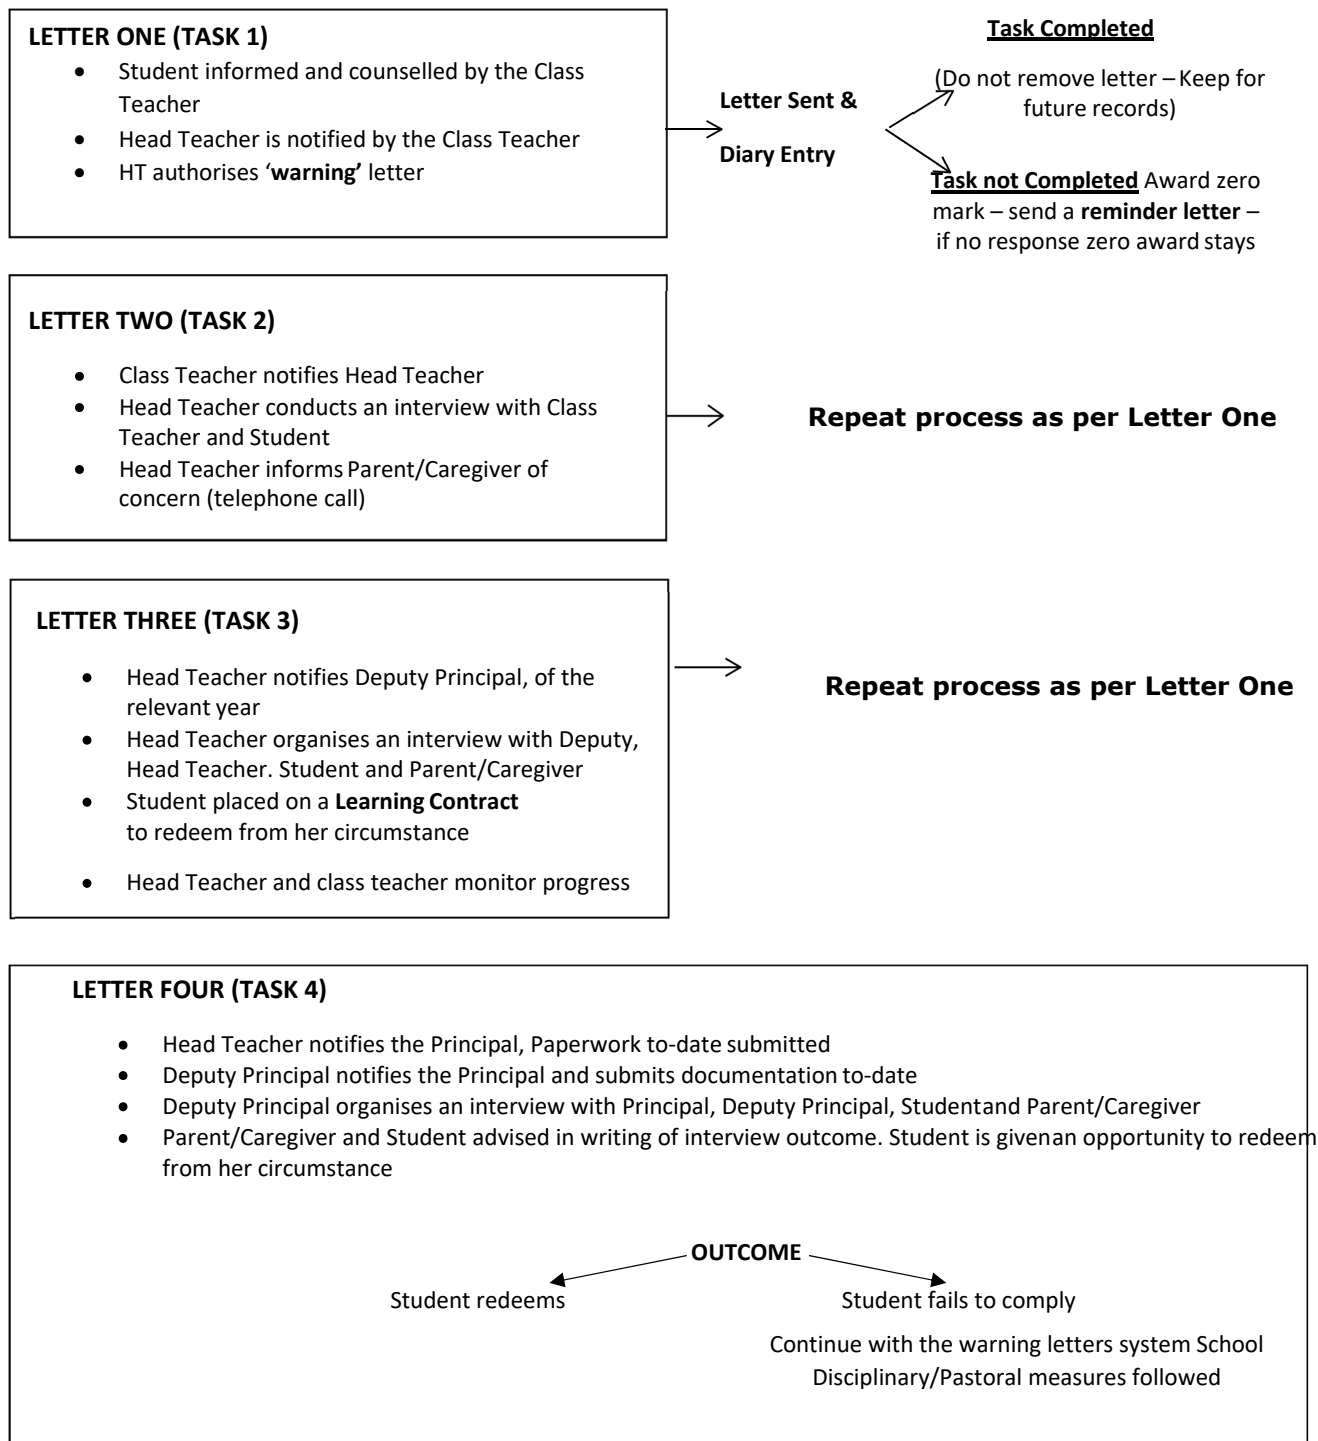 LETTER ONE (TASK 1)
• Student informed and counselled by the Class
Teacher
• Head Teacher is notified by the Class Teacher
• HT authorises ‘warning’ letter
Letter Sent &
Diary Entry
Task Completed
(Do not remove letter – Keep for
future records)
Task not Completed Award zero
mark – send a reminder letter –
if no response zero award stays
LETTER TWO (TASK 2)
• Class Teacher notifies Head Teacher
• Head Teacher conducts an interview with Class
Teacher and Student
• Head Teacher informs Parent/Caregiver of
concern (telephone call)
Repeat process as per Letter One
LETTER THREE (TASK 3)
• Head Teacher notifies Deputy Principal, of the
relevant year
• Head Teacher organises an interview with Deputy,
Head Teacher. Student and Parent/Caregiver
• Student placed on a Learning Contract
to redeem from her circumstance
• Head Teacher and class teacher monitor progress
Repeat process as per Letter One
LETTER FOUR (TASK 4)
• Head Teacher notifies the Principal, Paperwork to-date submitted
• Deputy Principal notifies the Principal and submits documentation to-date
• Deputy Principal organises an interview with Principal, Deputy Principal, Studentand Parent/Caregiver
• Parent/Caregiver and Student advised in writing of interview outcome. Student is givenan opportunity to redeem
from her circumstance
OUTCOME
Student redeems
Student fails to comply
Continue with the warning letters system School
Disciplinary/Pastoral measures followed